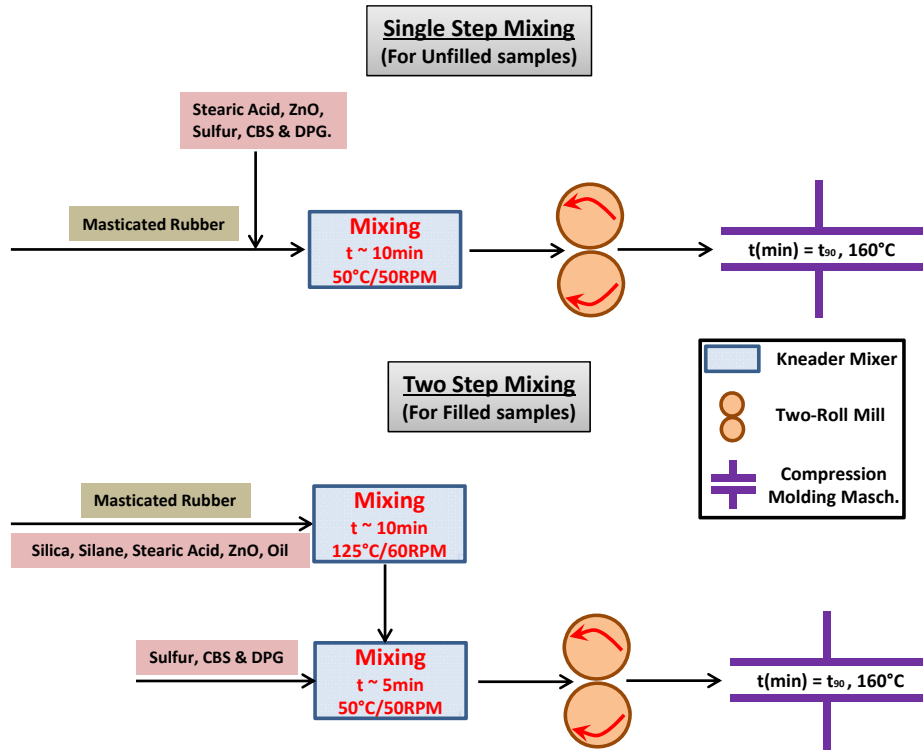 Single Step Mixing
(For Unfilled samples)
Stearic Acid, ZnO,
Sulfur, CBS & DPG.
Masticated Rubber
Mixing
t ~ 10min
50°C/50RPM
t(min) = t₉₀, 160°C
Kneader Mixer
Two-Roll Mill
Compression
Molding Masch.
Two Step Mixing
(For Filled samples)
Masticated Rubber
Silica, Silane, Stearic Acid, ZnO, Oil
Mixing
t ~ 10min
125°C/60RPM
Sulfur, CBS & DPG
Mixing
t ~ 5min
50°C/50RPM
t(min) = t₉₀, 160°C